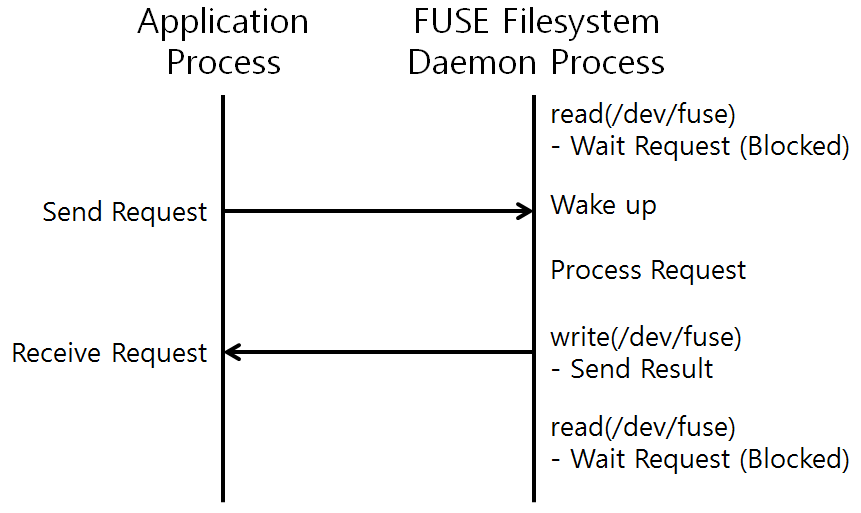 Application
Process
FUSE Filesystem
Daemon Process
read(/dev/fuse)
- Wait Request (Blocked)
Send Request
Wake up
Process Request
Receive Request
write(/dev/fuse)
- Send Result
read(/dev/fuse)
- Wait Request (Blocked)